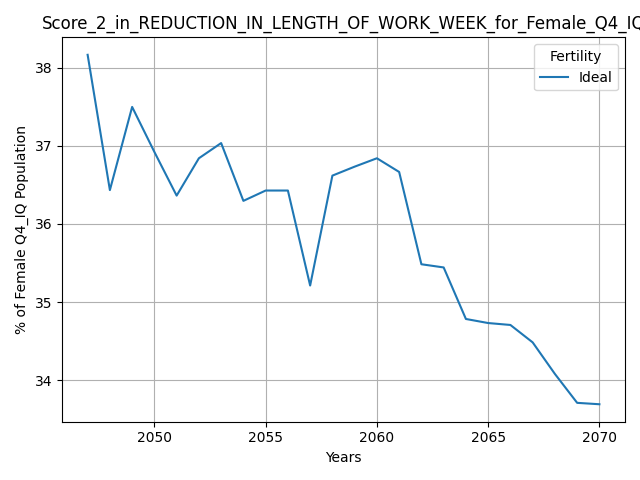 Score_2_in_REDUCTION_IN_LENGTH_OF_WORK_WEEK_for_Female_Q4_IQ
Fertility
Ideal
% of Female Q4_IQ Population
38
37
36
35
34
2050 2055 2060 2065 2070
Years